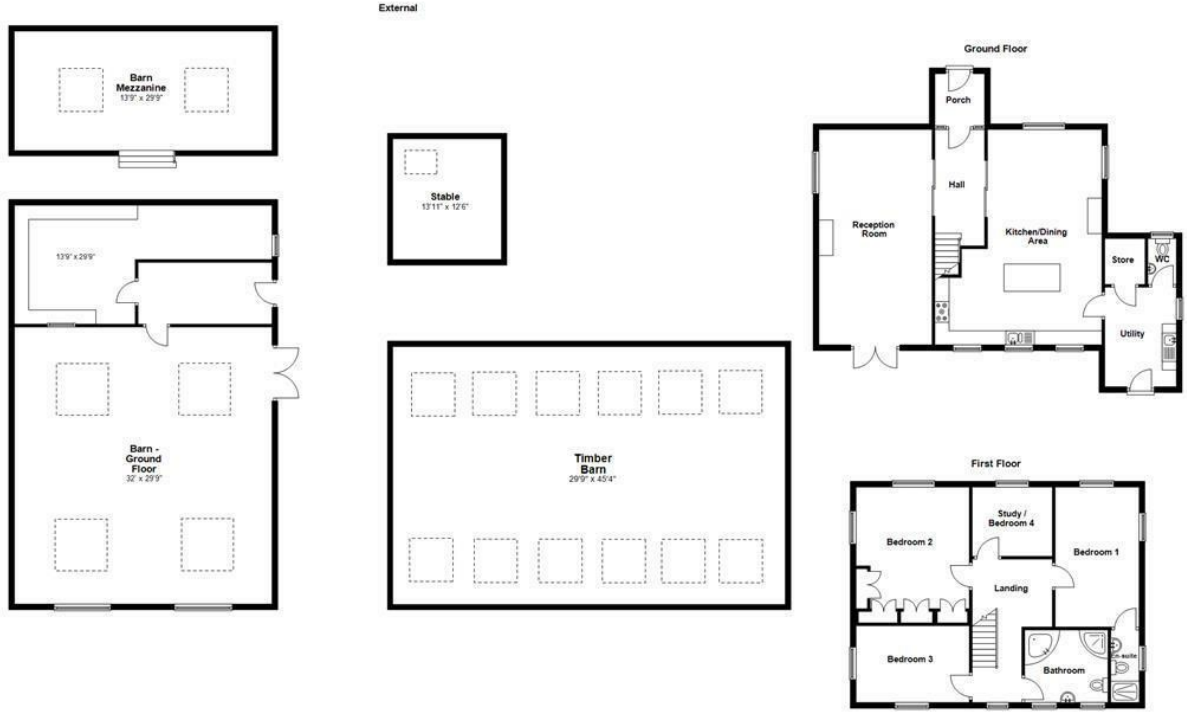 External
Barn
Mezzanine
13'9" x 29'9"
13'9" x 29'9"
Barn -
Ground
Floor
32' x 29'9"
Stable
13'11" x 12'6"
Timber
Barn
29'9" x 45'4"
Ground Floor
Porch
Hall
Reception
Room
Kitchen/Dining
Area
Store
WC
Utility
First Floor
Bedroom 2
Study /
Bedroom 4
Bedroom 1
Landing
Bedroom 3
Bathroom
En-suite